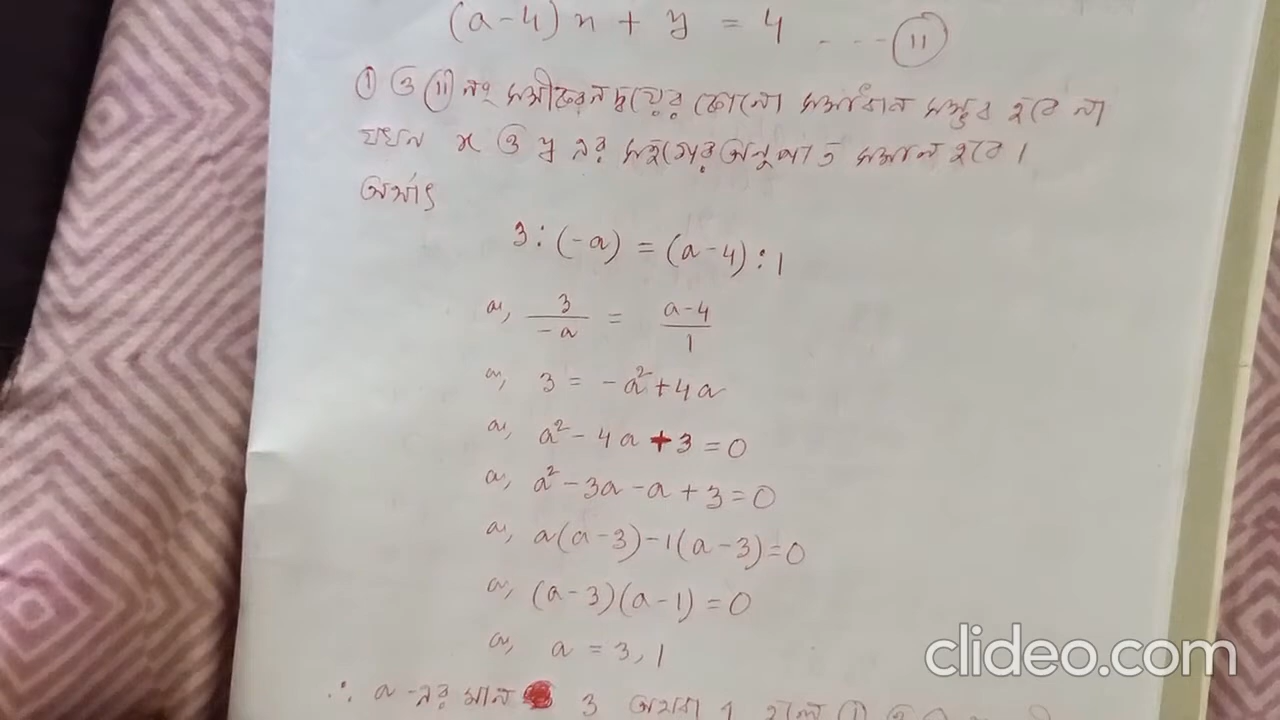 (a-4)x + y = 4 ----(ii)
(i) ও (ii) নং সমীকরনদ্বয়ের কোনো সমাধান সম্ভব হবে না
যখন x ও y এর সহগের অনুপাত সমান হবে।
অর্থাৎ
3 : (-a) = (a-4) : 1
বা, 3/-a = a-4/1
বা, 3 = -a²+4a
বা, a²-4a+3=0
বা, a²-3a-a+3=0
বা, a(a-3)-1(a-3)=0
বা, (a-3)(a-1)=0
বা, a = 3,1
∴ a-এর মান 3 অথবা 1 হলে (i) ও
clideo.com